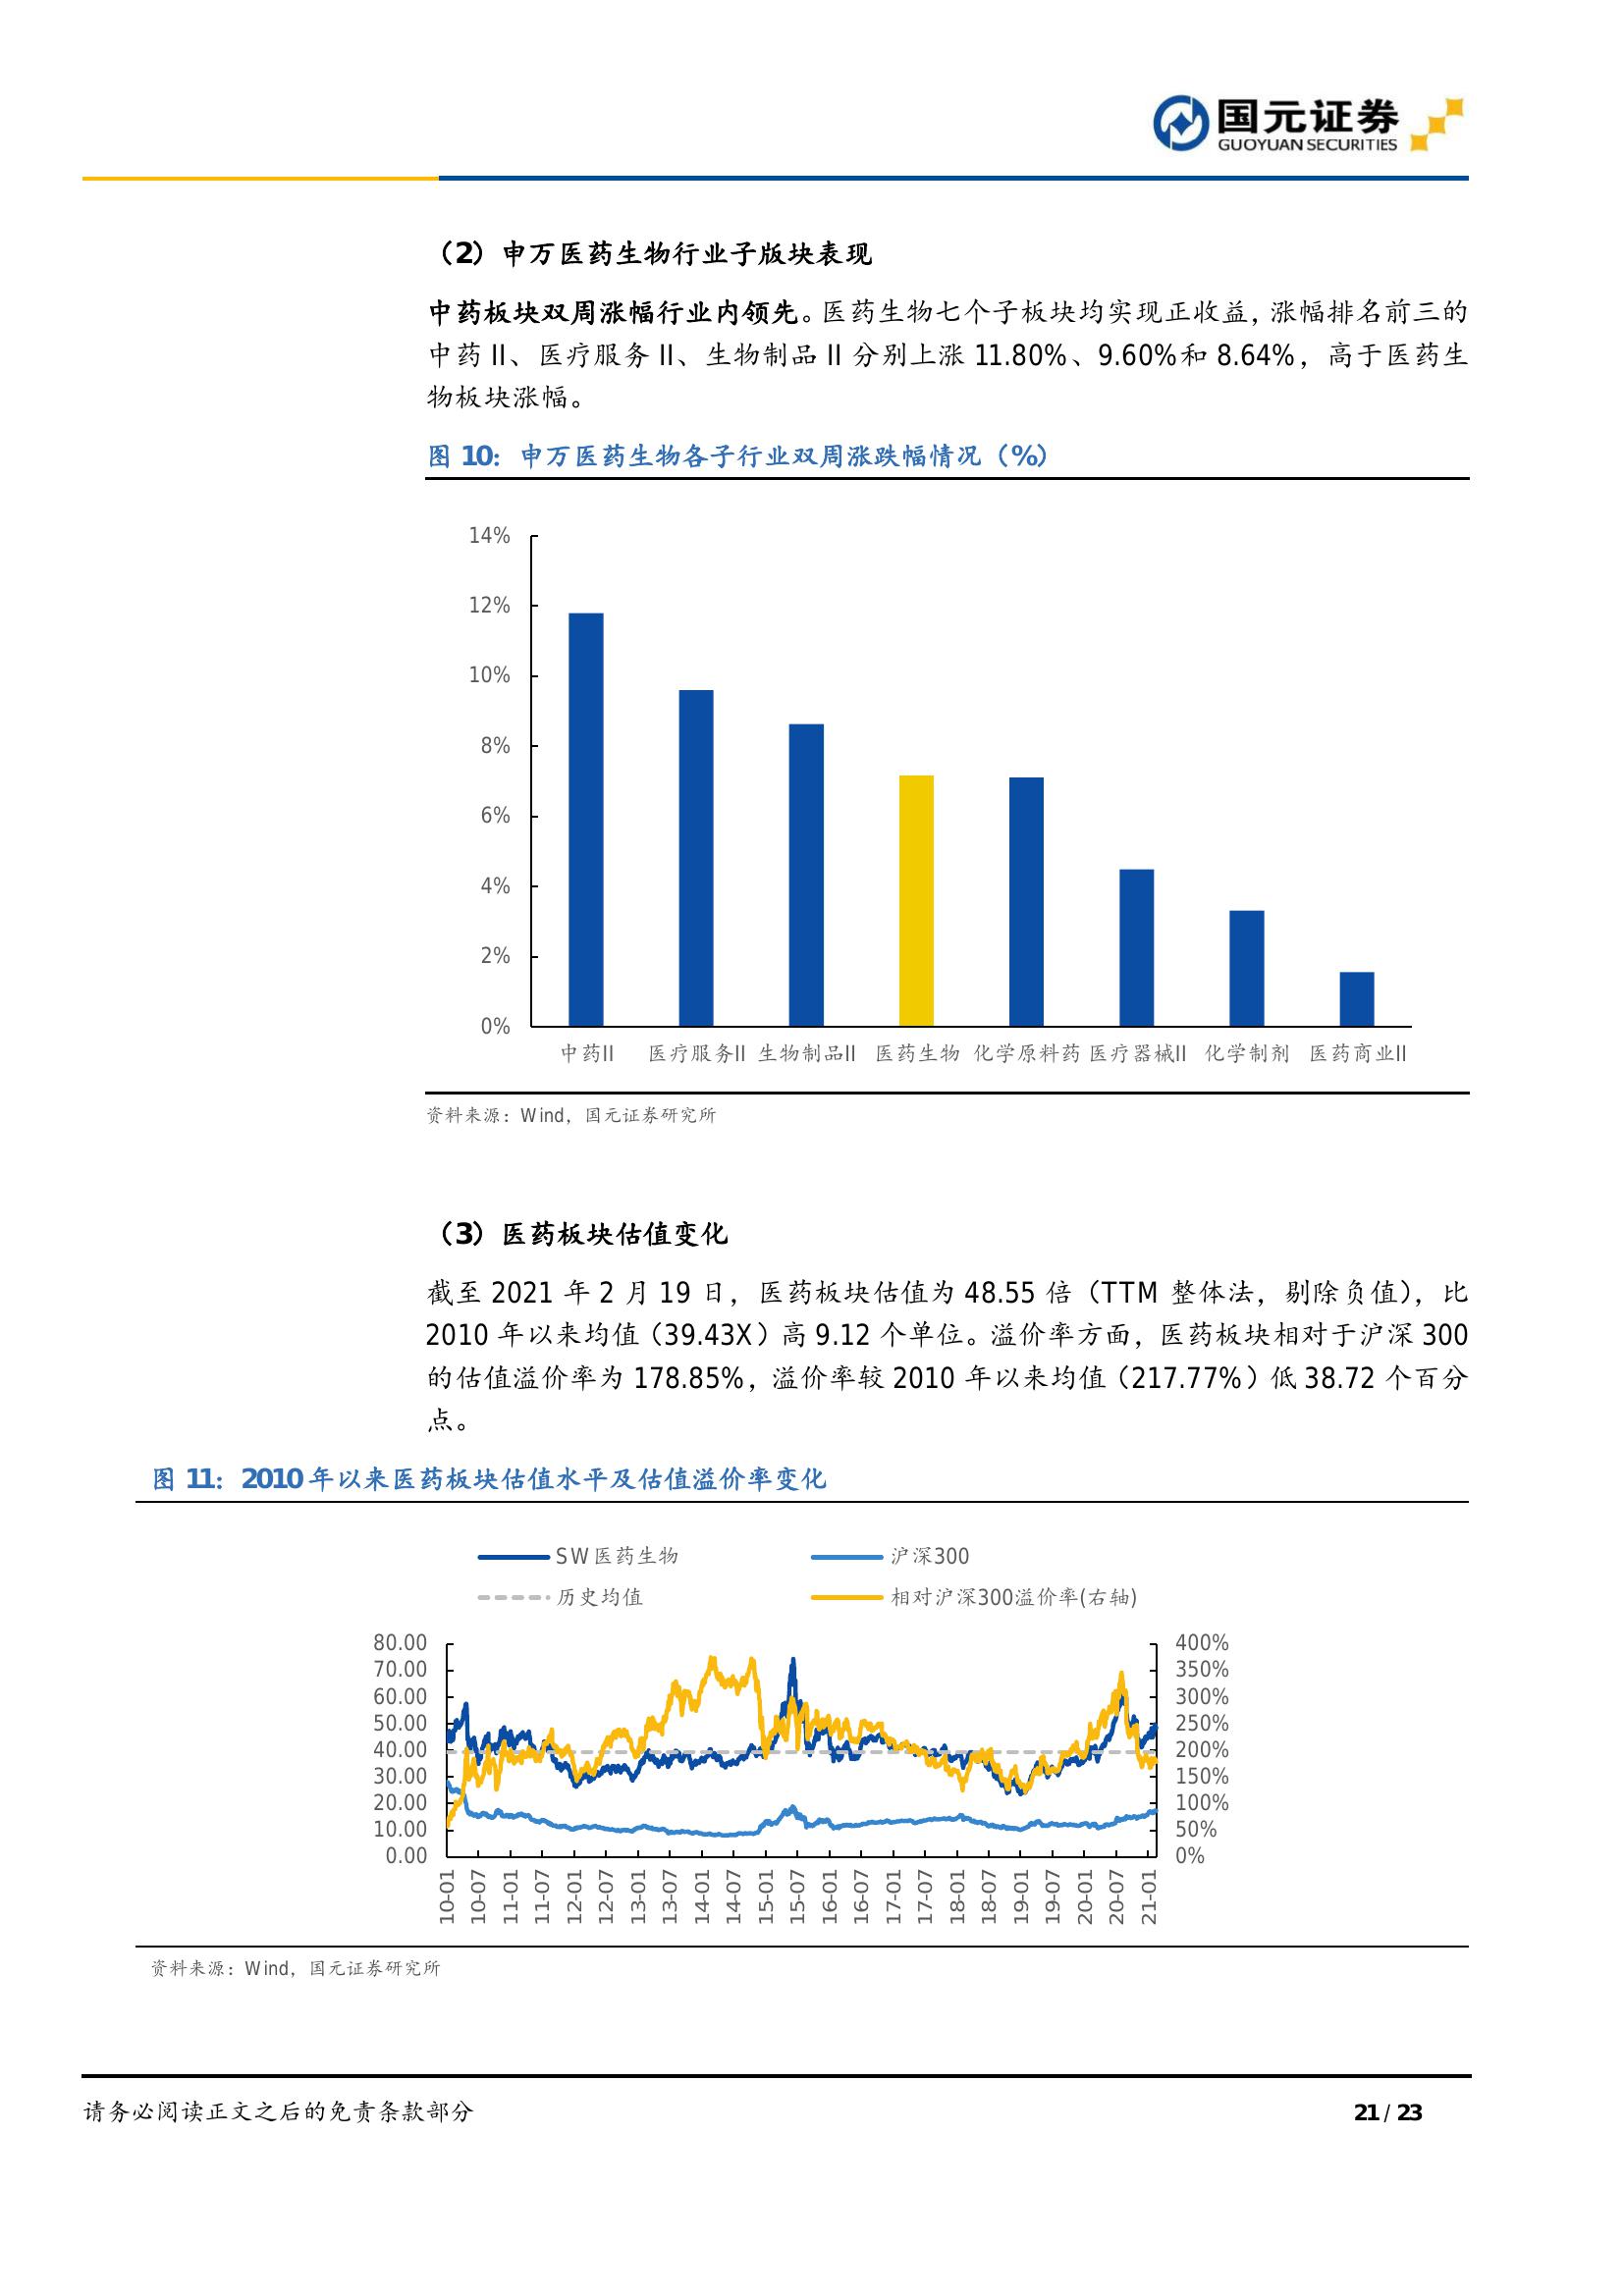 国元证券
GUOYUAN SECURITIES
（2）申万医药生物行业子版块表现
中药板块双周涨幅行业内领先。医药生物七个子板块均实现正收益，涨幅排名前三的
中药 II、医疗服务 II、生物制品 II 分别上涨 11.80%、9.60%和 8.64%，高于医药生
物板块涨幅。
图 10：申万医药生物各子行业双周涨跌幅情况（%）
14%
12%
10%
8%
6%
4%
2%
0%
中药II 医疗服务II 生物制品II 医药生物 化学原料药 医疗器械II 化学制剂 医药商业II
资料来源：Wind，国元证券研究所
（3）医药板块估值变化
截至 2021 年 2 月 19 日，医药板块估值为 48.55 倍（TTM 整体法，剔除负值），比
2010 年以来均值（39.43X）高 9.12 个单位。溢价率方面，医药板块相对于沪深 300
的估值溢价率为 178.85%，溢价率较 2010 年以来均值（217.77%）低 38.72 个百分
点。
图 11：2010 年以来医药板块估值水平及估值溢价率变化
SW医药生物 沪深300
历史均值 相对沪深300溢价率(右轴)
80.00 400%
70.00 350%
60.00 300%
50.00 250%
40.00 200%
30.00 150%
20.00 100%
10.00 50%
0.00 0%
10-01 10-07 11-01 11-07 12-01 12-07 13-01 13-07 14-01 14-07 15-01 15-07 16-01 16-07 17-01 17-07 18-01 18-07 19-01 19-07 20-01 20-07 21-01
资料来源：Wind，国元证券研究所
请务必阅读正文之后的免责条款部分 21 / 23